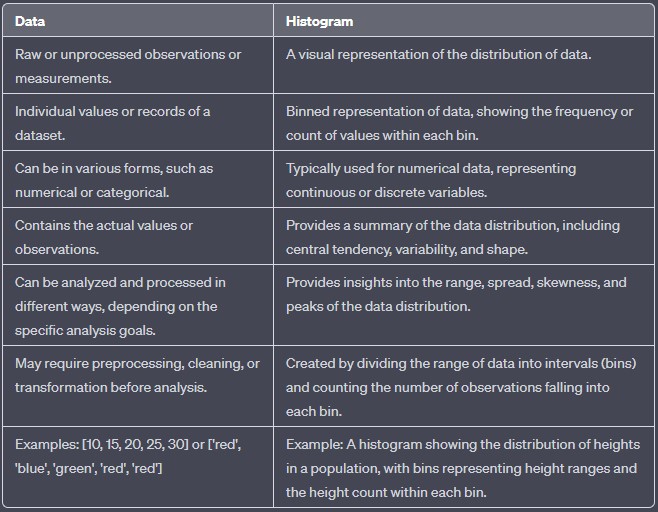 Data
Histogram
Raw or unprocessed observations or
measurements.
A visual representation of the distribution of data.
Individual values or records of a
dataset.
Binned representation of data, showing the frequency or
count of values within each bin.
Can be in various forms, such as
numerical or categorical.
Typically used for numerical data, representing
continuous or discrete variables.
Contains the actual values or
observations.
Provides a summary of the data distribution, including
central tendency, variability, and shape.
Can be analyzed and processed in
different ways, depending on the
specific analysis goals.
Provides insights into the range, spread, skewness, and
peaks of the data distribution.
May require preprocessing, cleaning, or
transformation before analysis.
Created by dividing the range of data into intervals (bins)
and counting the number of observations falling into
each bin.
Examples: [10, 15, 20, 25, 30] or ['red',
'blue', 'green', 'red', 'red']
Example: A histogram showing the distribution of heights
in a population, with bins representing height ranges and
the height count within each bin.